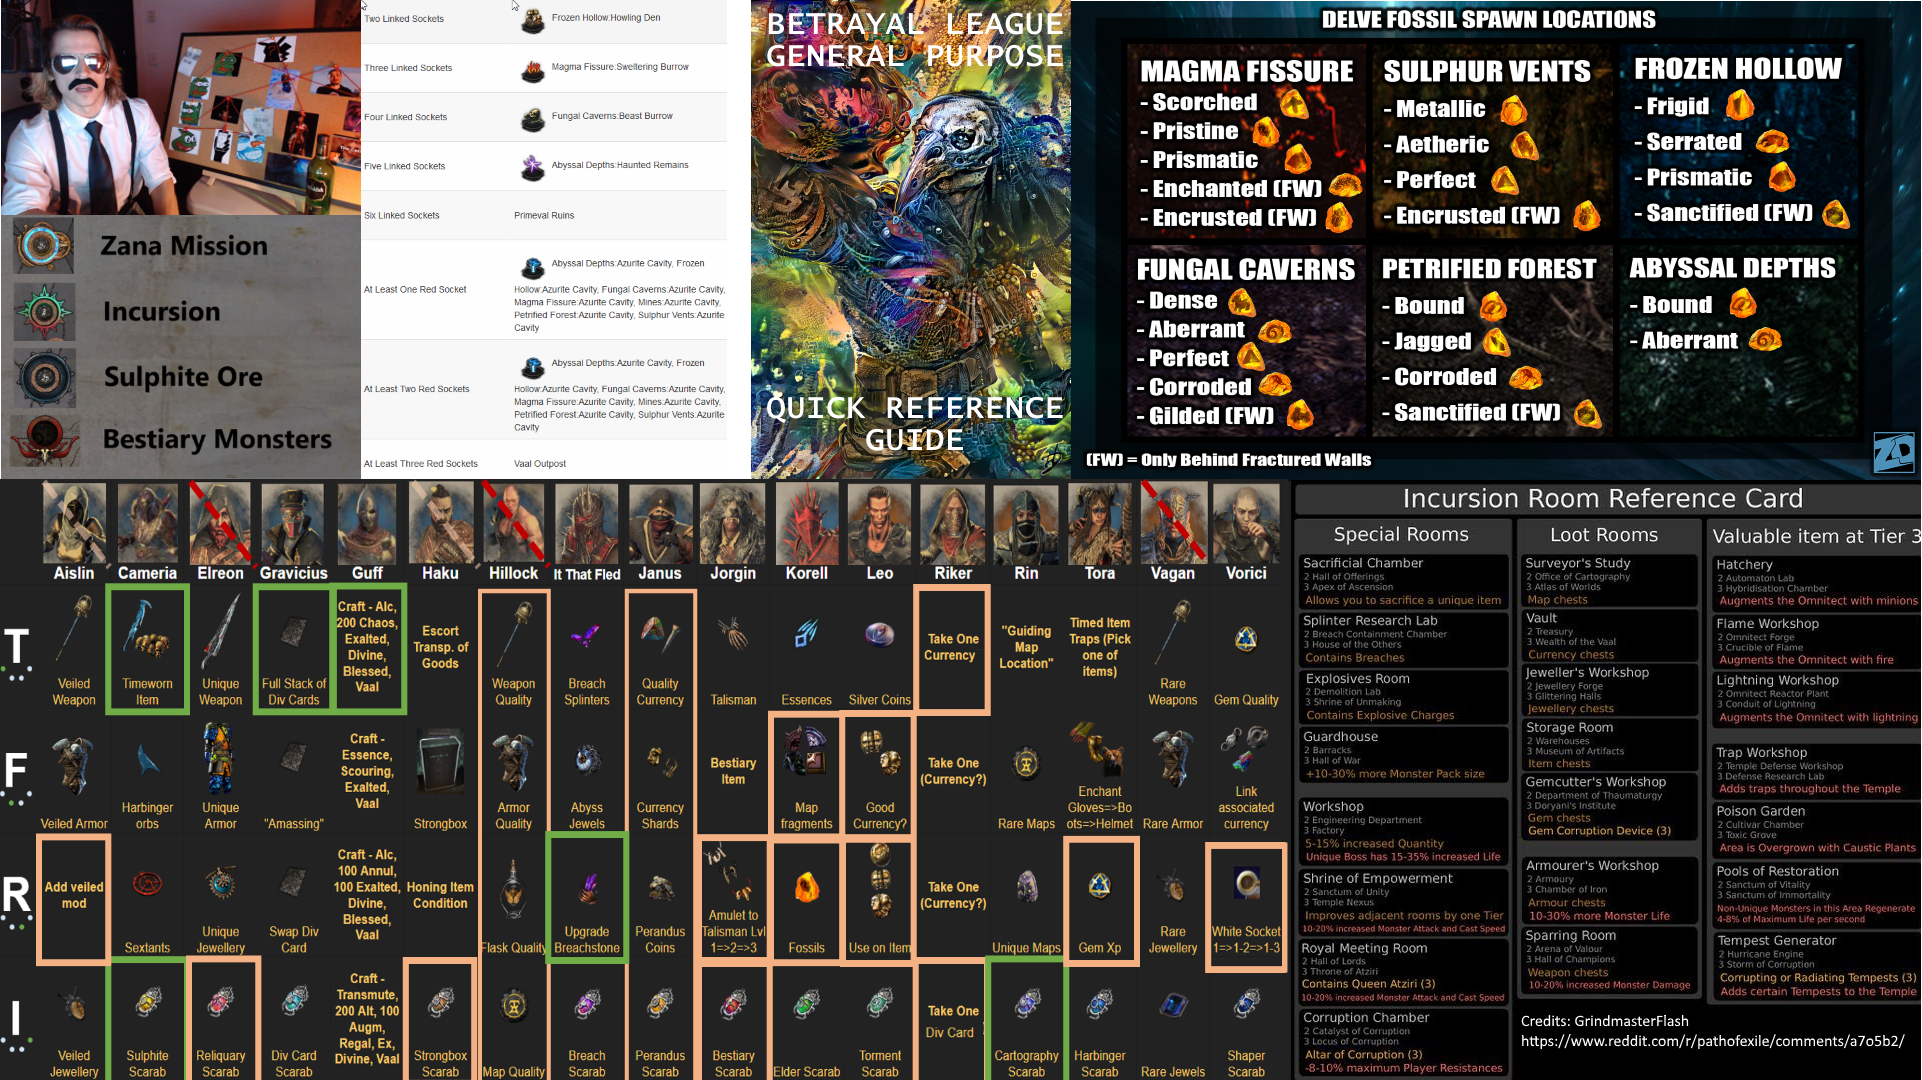 Zana Mission
Incursion
Sulphite Ore
Bestiary Monsters
Two Linked Sockets
Frozen Hollow:Howling Den
Three Linked Sockets
Magma Fissure:Sweltering Burrow
Four Linked Sockets
Fungal Caverns:Beast Burrow
Five Linked Sockets
Abyssal Depths:Haunted Remains
Six Linked Sockets
Primeval Ruins
At Least One Red Socket
Abyssal Depths:Azurite Cavity, Frozen
Hollow:Azurite Cavity, Fungal Caverns:Azurite Cavity,
Magma Fissure:Azurite Cavity, Mines:Azurite Cavity,
Petrified Forest:Azurite Cavity, Sulphur Vents:Azurite
Cavity
At Least Two Red Sockets
Abyssal Depths:Azurite Cavity, Frozen
Hollow:Azurite Cavity, Fungal Caverns:Azurite Cavity,
Magma Fissure:Azurite Cavity, Mines:Azurite Cavity,
Petrified Forest:Azurite Cavity, Sulphur Vents:Azurite
Cavity
At Least Three Red Sockets
Vaal Outpost
BETRAYAL LEAGUE
GENERAL PURPOSE
QUICK REFERENCE
GUIDE
DELVE FOSSIL SPAWN LOCATIONS
MAGMA FISSURE
- Scorched
- Pristine
- Prismatic
- Enchanted (FW)
- Encrusted (FW)
SULPHUR VENTS
- Metallic
- Aetheric
- Perfect
- Encrusted (FW)
FROZEN HOLLOW
- Frigid
- Serrated
- Prismatic
- Sanctified (FW)
FUNGAL CAVERNS
- Dense
- Aberrant
- Perfect
- Corroded
- Gilded (FW)
PETRIFIED FOREST
- Bound
- Jagged
- Corroded
- Sanctified (FW)
ABYSSAL DEPTHS
- Bound
- Aberrant
(FW) = Only Behind Fractured Walls
ZD
Aislin Cameria Elreon Gravicius Guff Haku Hillock It That Fled Janus Jorgin Korell Leo Riker Rin Tora Vagan Vorici
T
Veiled
Weapon
Timeworn
Item
Unique
Weapon
Full Stack of
Div Cards
Craft - Alc,
200 Chaos,
Exalted,
Divine,
Blessed,
Vaal
Escort
Transp. of
Goods
Weapon
Quality
Breach
Splinters
Quality
Currency
Talisman
Essences
Silver Coins
Take One
Currency
"Guiding
Map
Location"
Timed Item
Traps (Pick
one of
items)
Rare
Weapons
Gem Quality
F
Veiled Armor
Harbinger
orbs
Unique
Armor
"Amassing"
Craft -
Essence,
Scouring,
Exalted,
Vaal
Strongbox
Armor
Quality
Abyss
Jewels
Currency
Shards
Bestiary
Item
Map
fragments
Good
Currency?
Take One
(Currency?)
Rare Maps
Enchant
Gloves=>Bo
ots=>Helmet
Rare Armor
Link
associated
currency
R
Add veiled
mod
Sextants
Unique
Jewellery
Swap Div
Card
Craft - Alc,
100 Annul,
100 Exalted,
Divine,
Blessed,
Vaal
Honing Item
Condition
Flask Quality
Upgrade
Breachstone
Perandus
Coins
Amulet to
Talisman Lvl
1=>2=>3
Fossils
Use on Item
Take One
(Currency?)
Unique Maps
Gem Xp
Rare
Jewellery
White Socket
1=>1-2=>1-3
I
Veiled
Jewellery
Sulphite
Scarab
Reliquary
Scarab
Div Card
Scarab
Craft -
Transmute,
200 Alt, 100
Augm,
Regal, Ex,
Divine, Vaal
Strongbox
Scarab
Map Quality
Breach
Scarab
Perandus
Scarab
Bestiary
Scarab
Elder Scarab
Torment
Scarab
Take One
Div Card
Cartography
Scarab
Harbinger
Scarab
Rare Jewels
Shaper
Scarab
Incursion Room Reference Card
Special Rooms
Sacrificial Chamber
2 Hall of Offerings
3 Apex of Ascension
Allows you to sacrifice a unique item
Splinter Research Lab
2 Breach Containment Chamber
3 House of the Others
Contains Breaches
Explosives Room
2 Demolition Lab
3 Shrine of Unmaking
Contains Explosive Charges
Guardhouse
2 Barracks
3 Hall of War
+10-30% more Monster Pack size
Workshop
2 Engineering Department
3 Factory
5-15% increased Quantity
Unique Boss has 15-35% increased Life
Shrine of Empowerment
2 Sanctum of Unity
3 Temple Nexus
Improves adjacent rooms by one Tier
10-20% increased Monster Attack and Cast Speed
Royal Meeting Room
2 Hall of Lords
3 Throne of Atziri
Contains Queen Atziri (3)
10-20% increased Monster Attack and Cast Speed
Corruption Chamber
2 Catalyst of Corruption
3 Locus of Corruption
Altar of Corruption (3)
-8-10% maximum Player Resistances
Loot Rooms
Surveyor's Study
2 Office of Cartography
3 Atlas of Worlds
Map chests
Vault
2 Treasury
3 Wealth of the Vaal
Currency chests
Jeweller's Workshop
2 Jewellery Forge
3 Glittering Halls
Jewellery chests
Storage Room
2 Warehouses
3 Museum of Artifacts
Item chests
Gemcutter's Workshop
2 Department of Thaumaturgy
3 Doryani's Institute
Gem chests
Gem Corruption Device (3)
Armourer's Workshop
2 Armoury
3 Chamber of Iron
Armour chests
10-30% more Monster Life
Sparring Room
2 Arena of Valour
3 Hall of Champions
Weapon chests
10-20% increased Monster Damage
Valuable item at Tier 3
Hatchery
2 Automaton Lab
3 Hybridisation Chamber
Augments the Omnitect with minions
Flame Workshop
2 Omnitect Forge
3 Crucible of Flame
Augments the Omnitect with fire
Lightning Workshop
2 Omnitect Reactor Plant
3 Conduit of Lightning
Augments the Omnitect with lightning
Trap Workshop
2 Temple Defense Workshop
3 Defense Research Lab
Adds traps throughout the Temple
Poison Garden
2 Cultivar Chamber
3 Toxic Grove
Area is Overgrown with Caustic Plants
Pools of Restoration
2 Sanctum of Vitality
3 Sanctum of Immortality
Non-Unique Monsters in this Area Regenerate
4-8% of Maximum Life per second
Tempest Generator
2 Hurricane Engine
3 Storm of Corruption
Corrupting or Radiating Tempests (3)
Adds certain Tempests to the Temple
Credits: GrindmasterFlash
https://www.reddit.com/r/pathofexile/comments/a7o5b2/